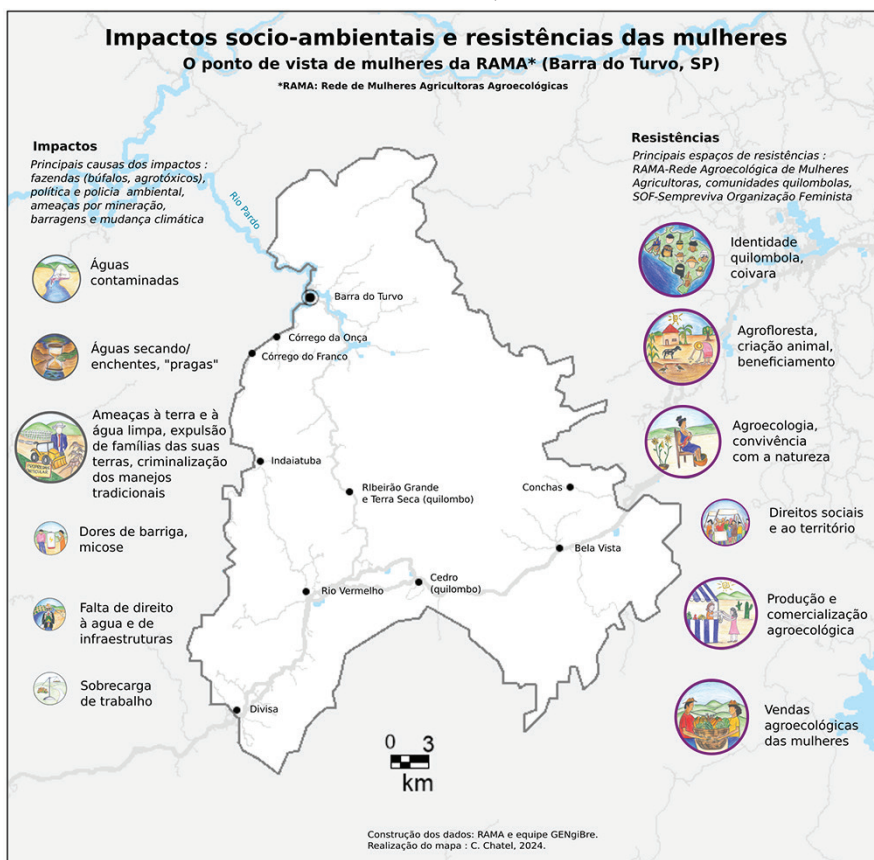 Impactos socio-ambientais e resistências das mulheres
O ponto de vista de mulheres da RAMA* (Barra do Turvo, SP)
*RAMA: Rede de Mulheres Agricultoras Agroecológicas
Impactos
Principais causas dos impactos :
fazendas (búfalos, agrotóxicos),
política e policia ambiental,
ameaças por mineração,
barragens e mudança climática
Águas
contaminadas
Águas secando/
enchentes, "pragas"
Ameaças à terra e à
água limpa, expulsão
de famílias das suas
terras, criminalização
dos manejos
tradicionais
Dores de barriga,
micose
Falta de direito
à agua e de
infraestruturas
Sobrecarga
de trabalho
Rio Pardo
Barra do Turvo
Córrego da Onça
Córrego do Franco
Indaiatuba
RIbeirão Grande
e Terra Seca (quilombo)
Conchas
Bela Vista
Cedro
(quilombo)
Rio Vermelho
Divisa
0 3
km
Resistências
Principais espaços de resistências :
RAMA-Rede Agroecológica de Mulheres
Agricultoras, comunidades quilombolas,
SOF-Sempreviva Organização Feminista
Identidade
quilombola,
coivara
Agrofloresta,
criação animal,
beneficiamento
Agroecologia,
convivência
com a natureza
Direitos sociais
e ao território
Produção e
comercialização
agroecológica
Vendas
agroecológicas
das mulheres
Construção dos dados: RAMA e equipe GENgiBre.
Realização do mapa : C. Chatel, 2024.